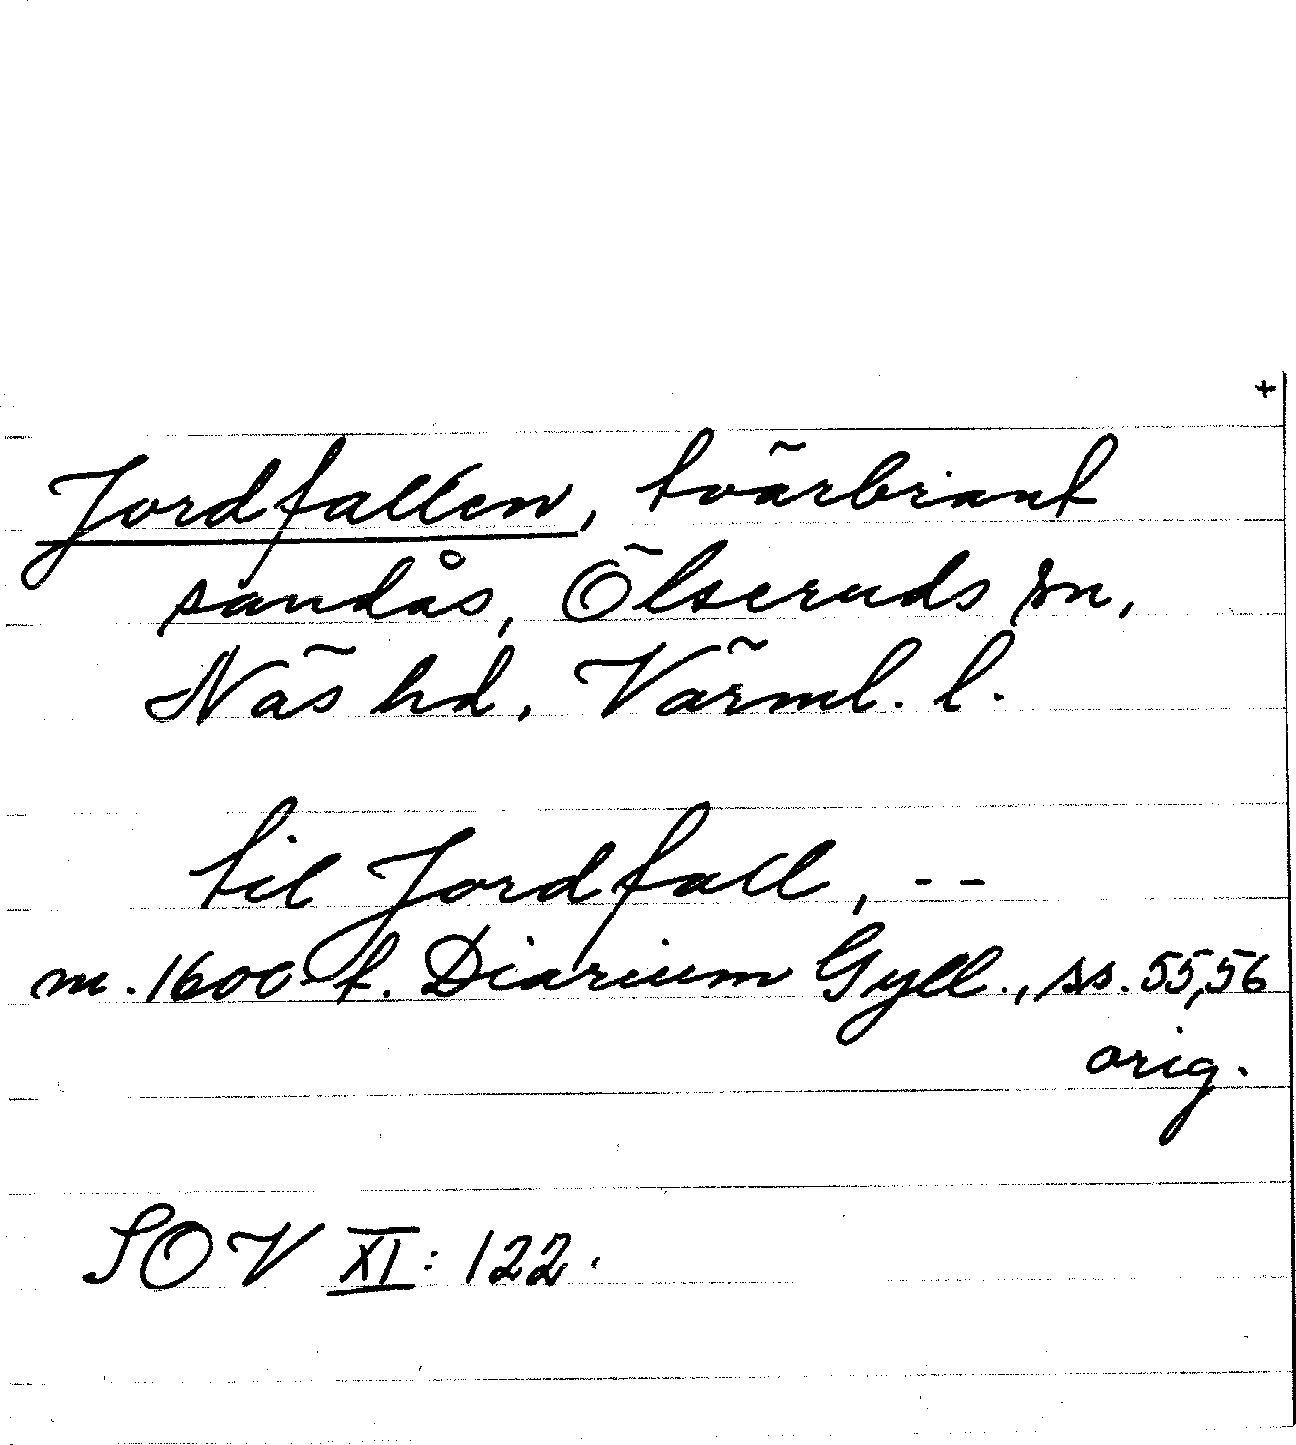 +
Jordfallen, tvärbrant
sandås, Ölseruds sn,
Näs hd, Värml. l.
til Jordfall, --
m. 1600-t. Diarium Gyll., ss. 55, 56
orig.
SOV XI: 122.